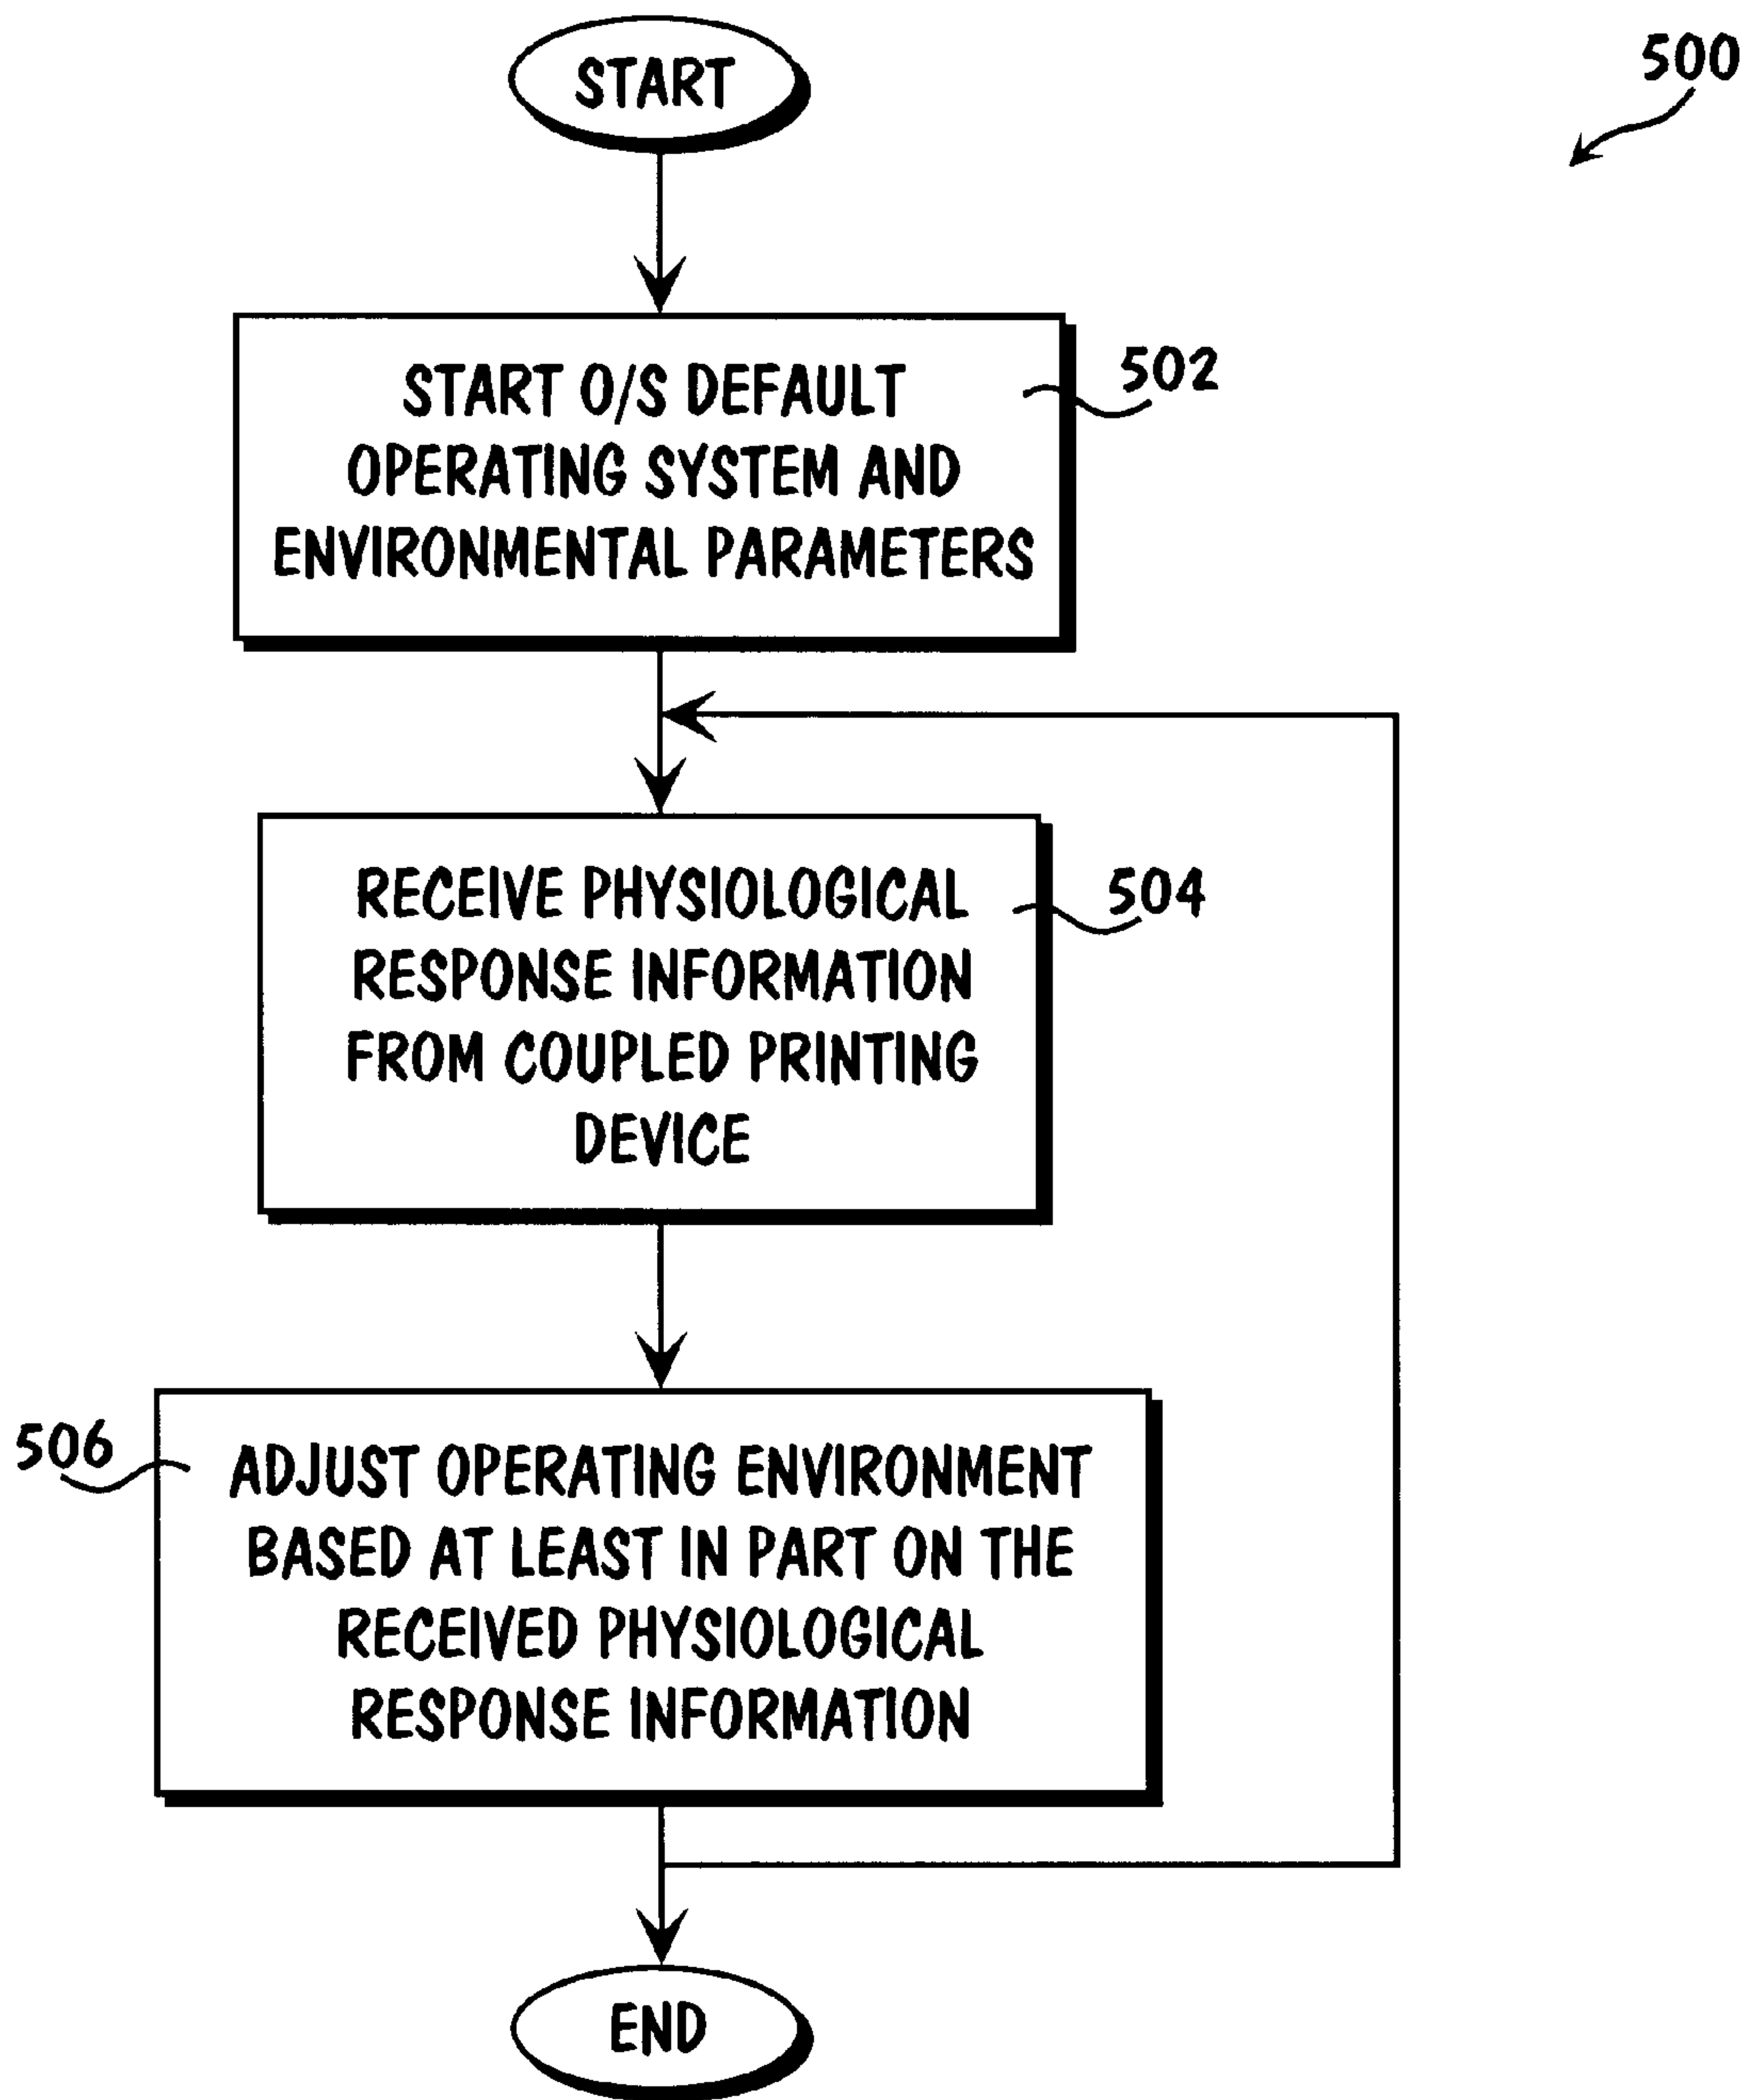 START
500
START O/S DEFAULT
OPERATING SYSTEM AND
ENVIRONMENTAL PARAMETERS
502
RECEIVE PHYSIOLOGICAL
RESPONSE INFORMATION
FROM COUPLED PRINTING
DEVICE
504
506
ADJUST OPERATING ENVIRONMENT
BASED AT LEAST IN PART ON THE
RECEIVED PHYSIOLOGICAL
RESPONSE INFORMATION
END